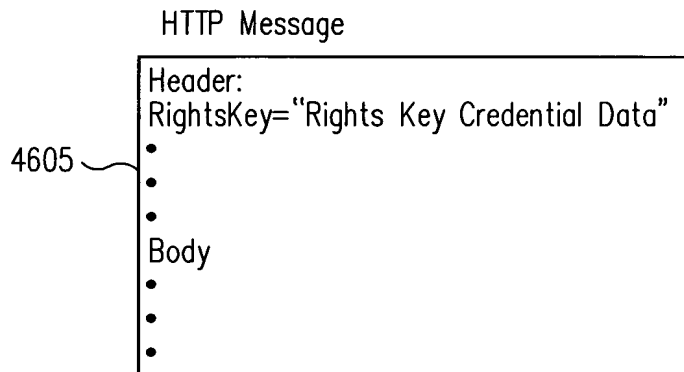 HTTP Message
Header:
RightsKey="Rights Key Credential Data"
•
4605
•
•
Body
•
•
•